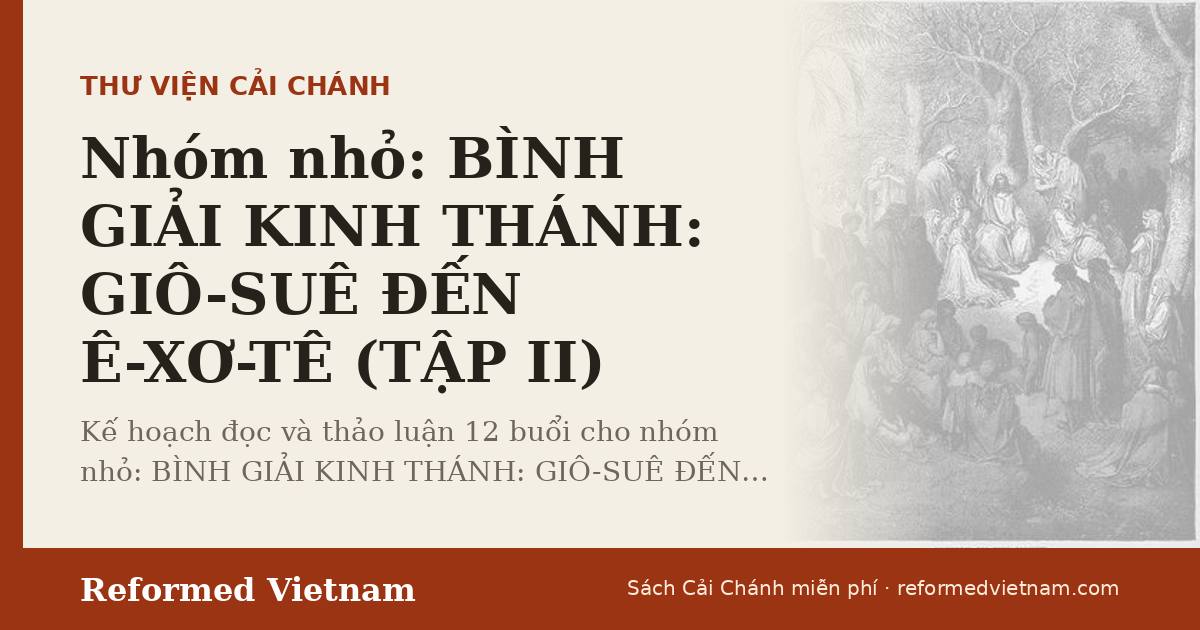 THƯ VIỆN CẢI CHÁNH
Nhóm nhỏ: BÌNH
GIẢI KINH THÁNH:
GIÔ-SUÊ ĐẾN
Ê-XƠ-TÊ (TẬP II)
Kế hoạch đọc và thảo luận 12 buổi cho nhóm
nhỏ: BÌNH GIẢI KINH THÁNH: GIÔ-SUÊ ĐẾN...
Reformed Vietnam
Sách Cải Chánh miễn phí · reformedvietnam.com